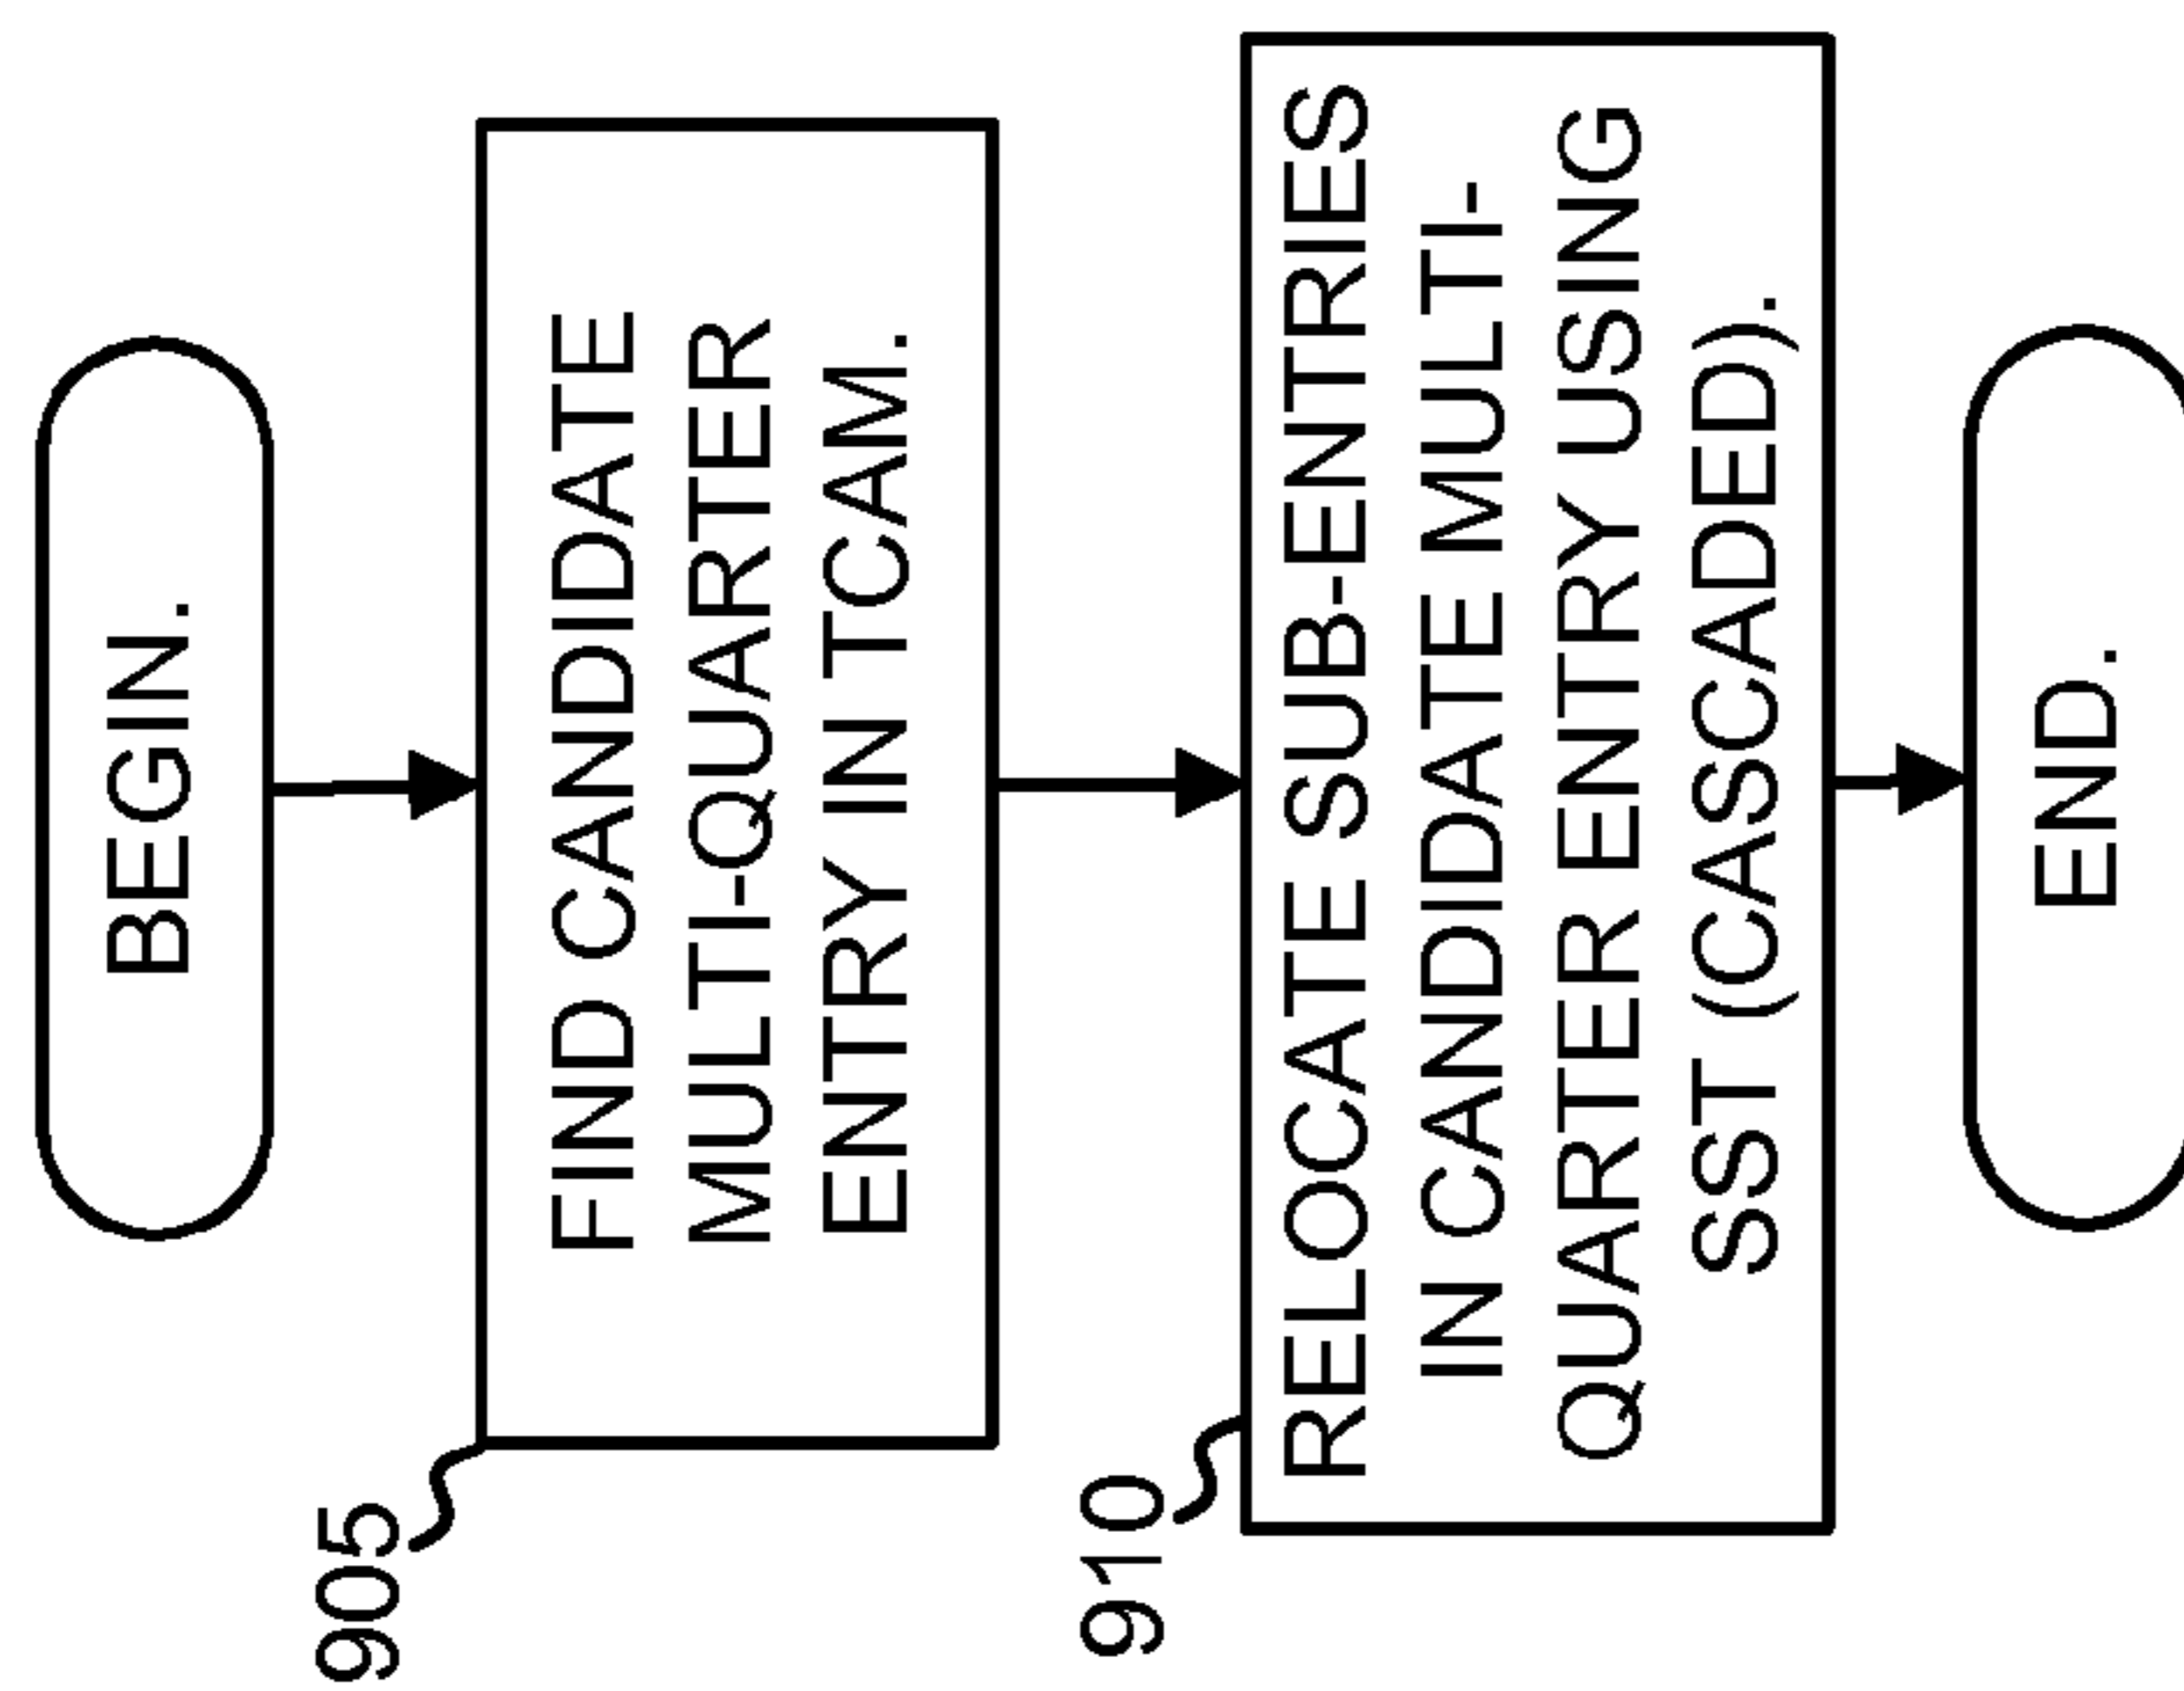 BEGIN.
905
FIND CANDIDATE
MULTI-QUARTER
ENTRY IN TCAM.
910
RELOCATE SUB-ENTRIES
IN CANDIDATE MULTI-
QUARTER ENTRY USING
SST (CASCADED).
END.